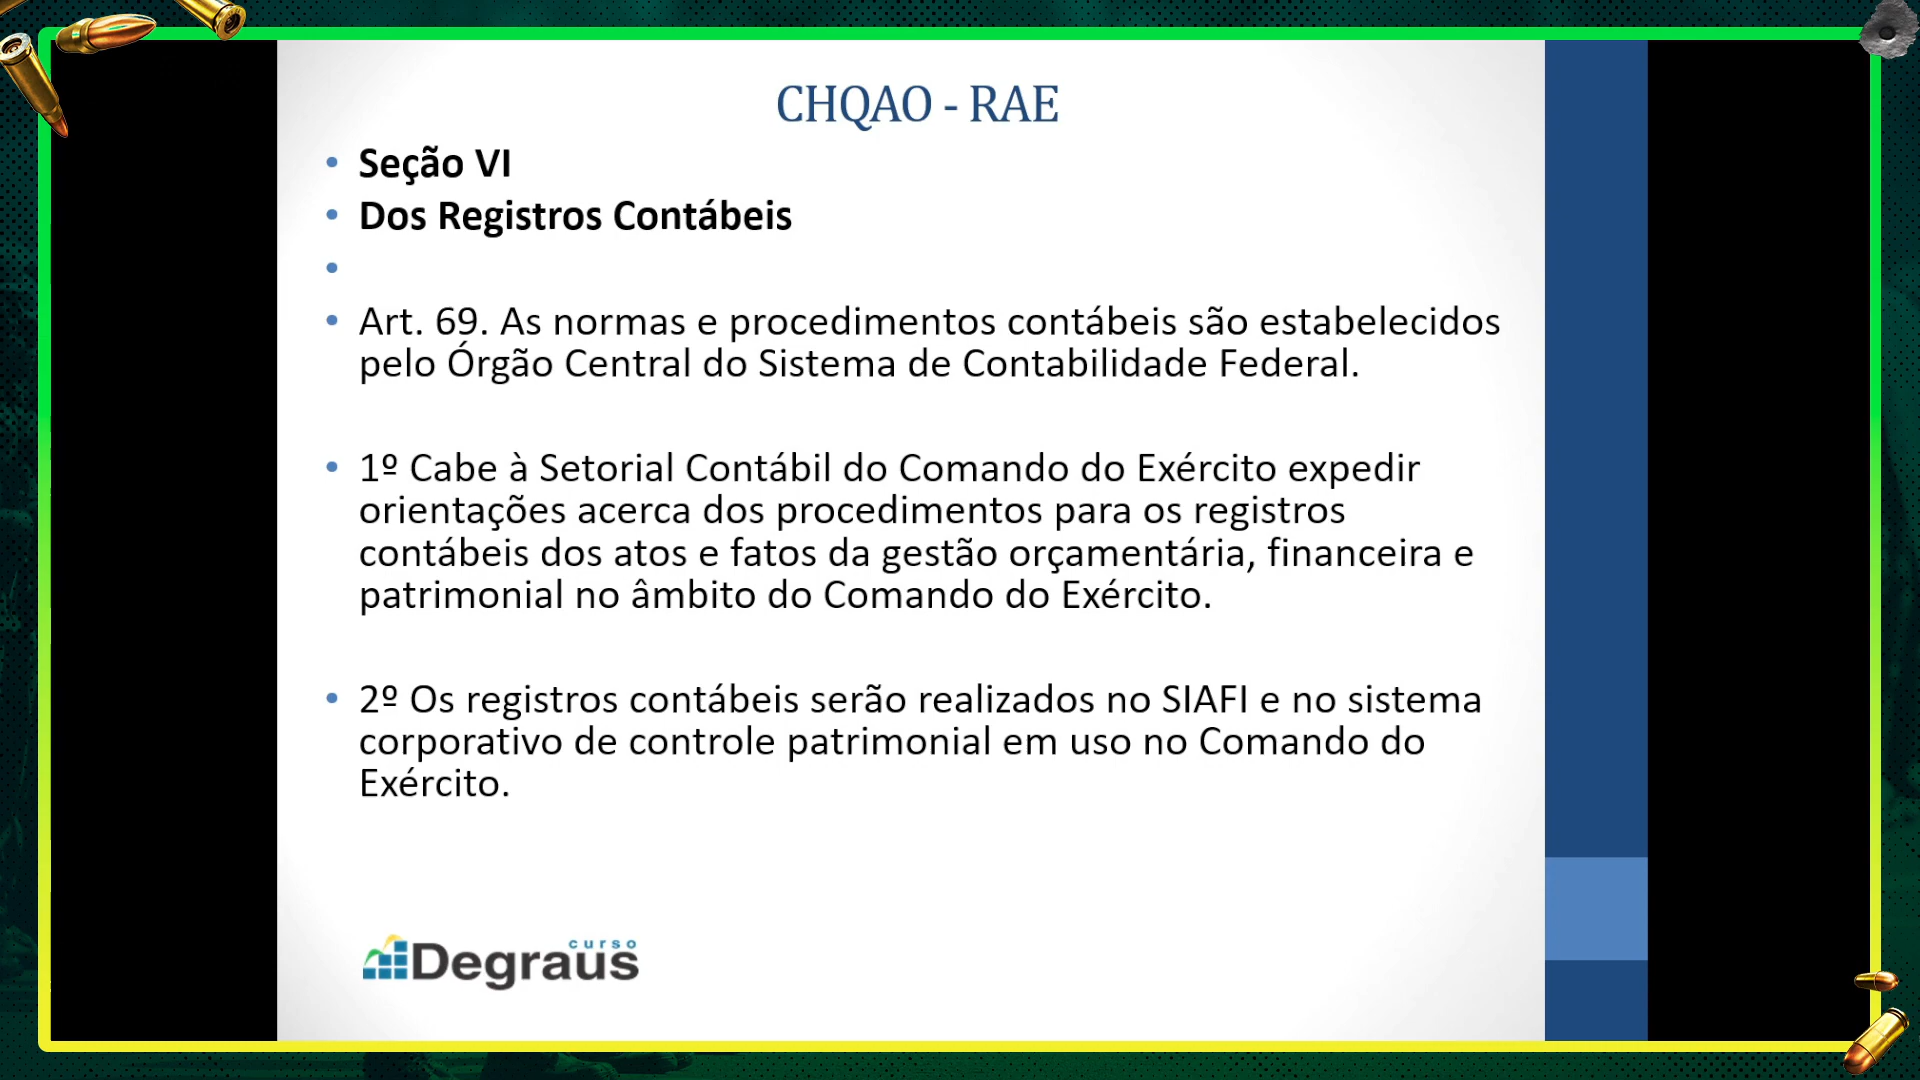 CHQAO - RAE
• Seção VI
• Dos Registros Contábeis
•
• Art. 69. As normas e procedimentos contábeis são estabelecidos
pelo Órgão Central do Sistema de Contabilidade Federal.
• 1º Cabe à Setorial Contábil do Comando do Exército expedir
orientações acerca dos procedimentos para os registros
contábeis dos atos e fatos da gestão orçamentária, financeira e
patrimonial no âmbito do Comando do Exército.
• 2º Os registros contábeis serão realizados no SIAFI e no sistema
corporativo de controle patrimonial em uso no Comando do
Exército.
curso
Degraus